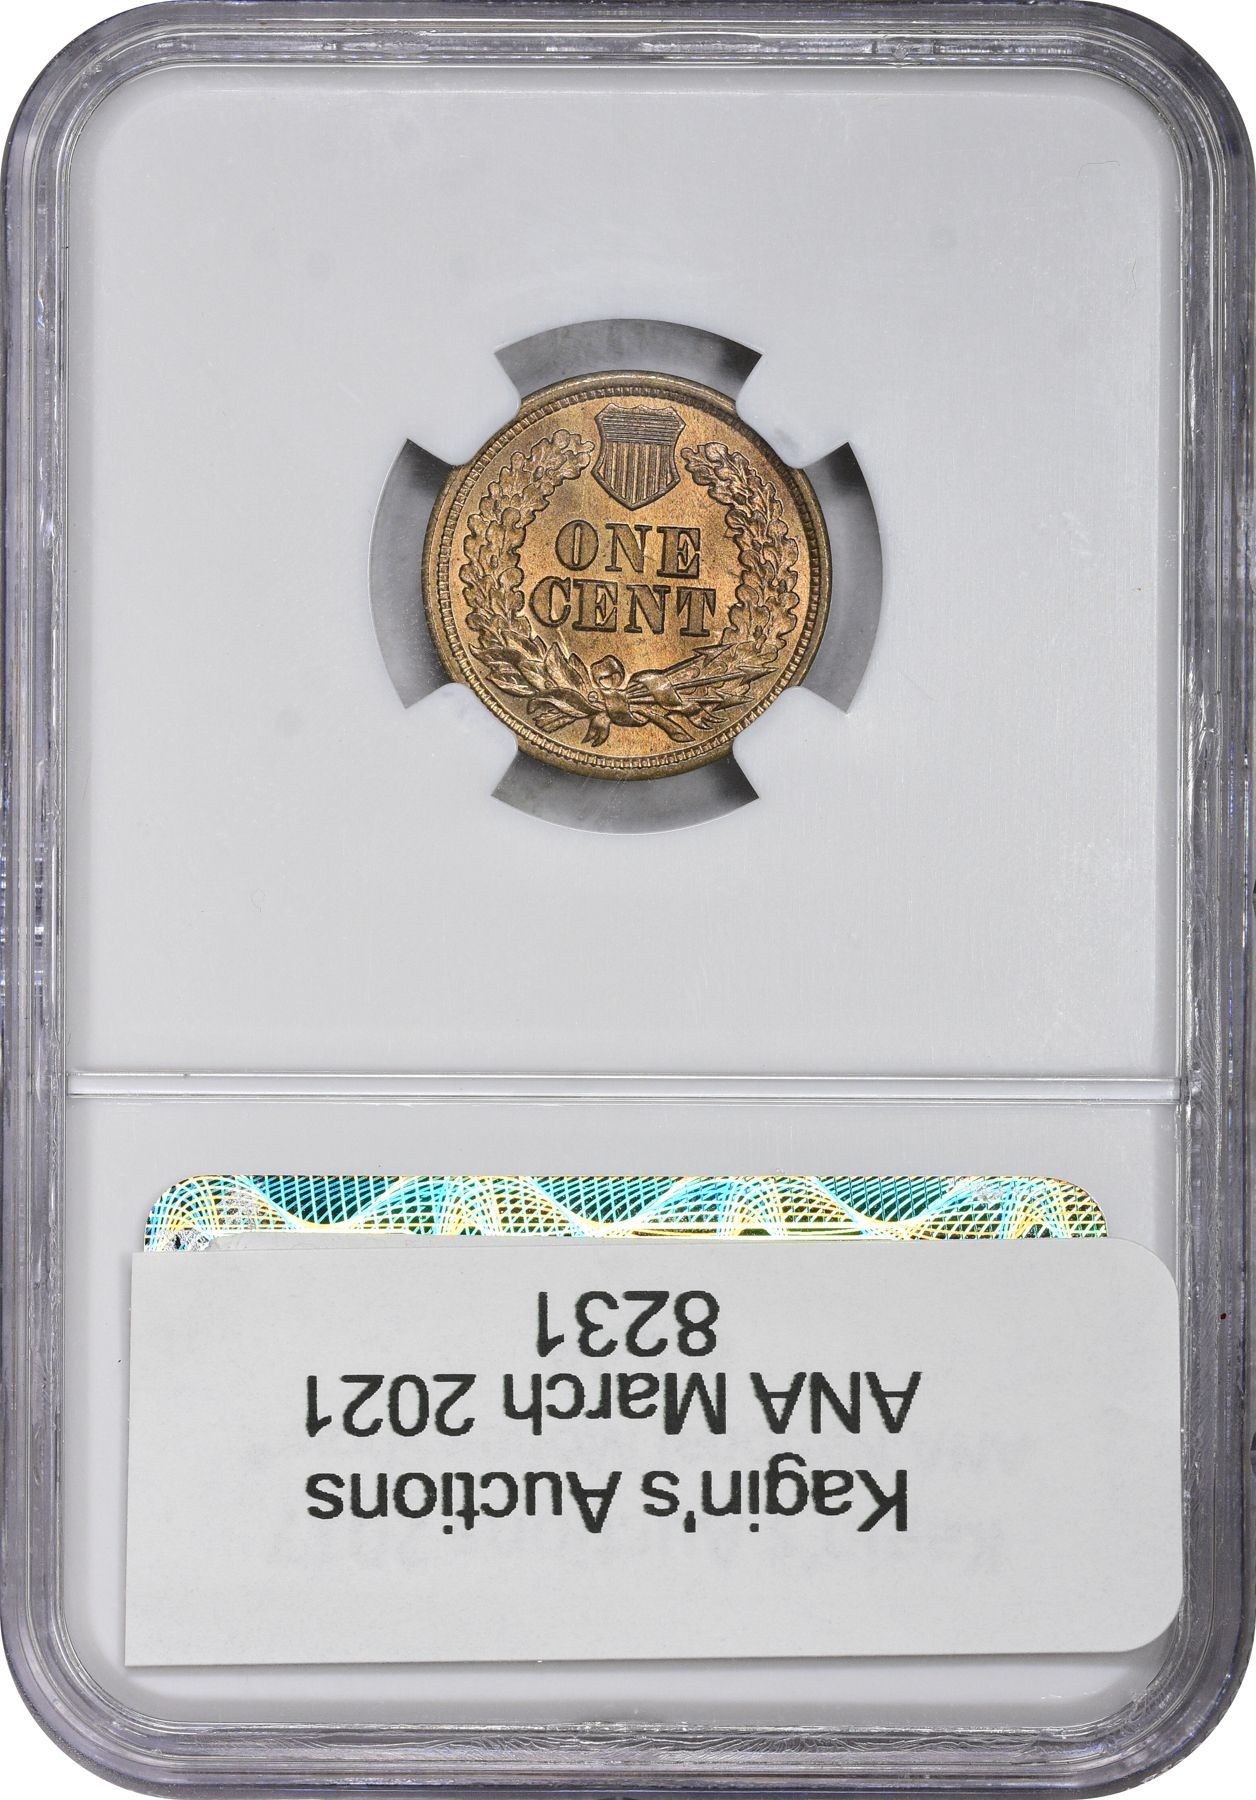 ONE
CENT
Kagin's Auctions
ANA March 2021
8231